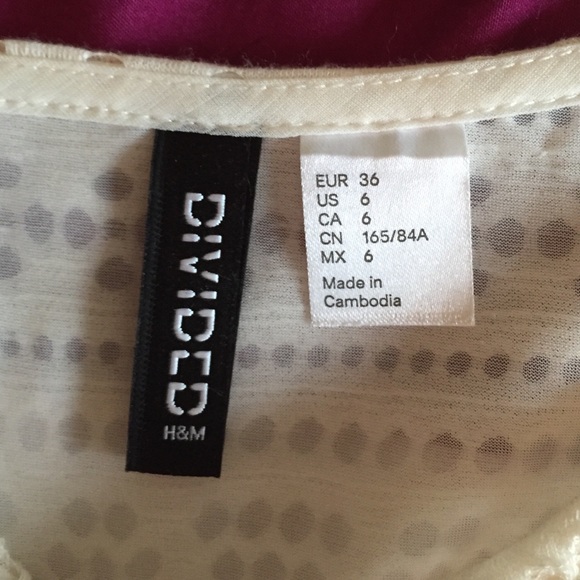 DIVIDED
H&M
EUR 36
US 6
CA 6
CN 165/84A
MX 6
Made in
Cambodia